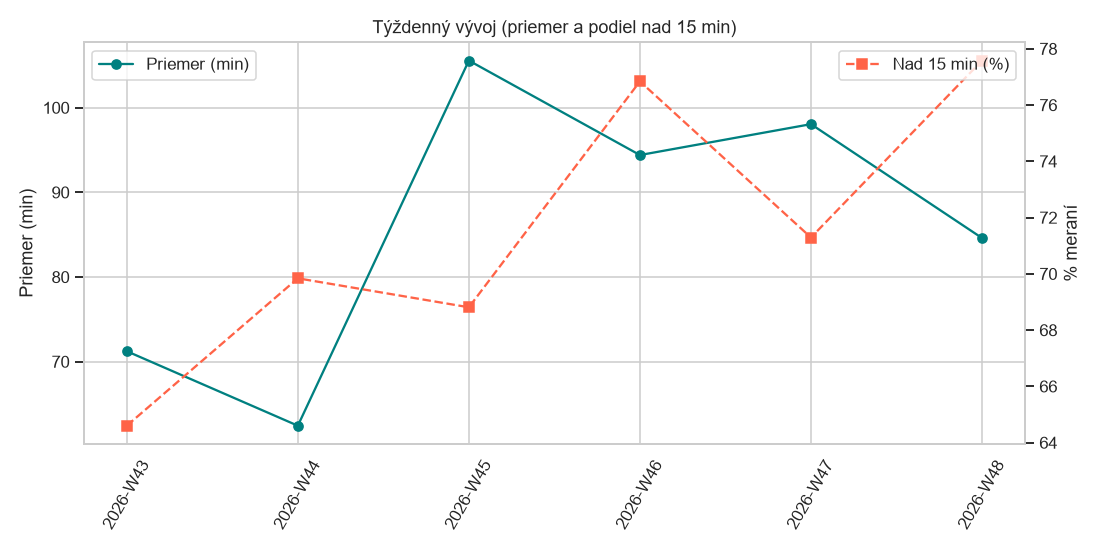 Týždenný vývoj (priemer a podiel nad 15 min)
Priemer (min)
Nad 15 min (%)
Priemer (min)
100
90
80
70
78
76
74
72
70
68
66
64
% meraní
2026-W43
2026-W44
2026-W45
2026-W46
2026-W47
2026-W48